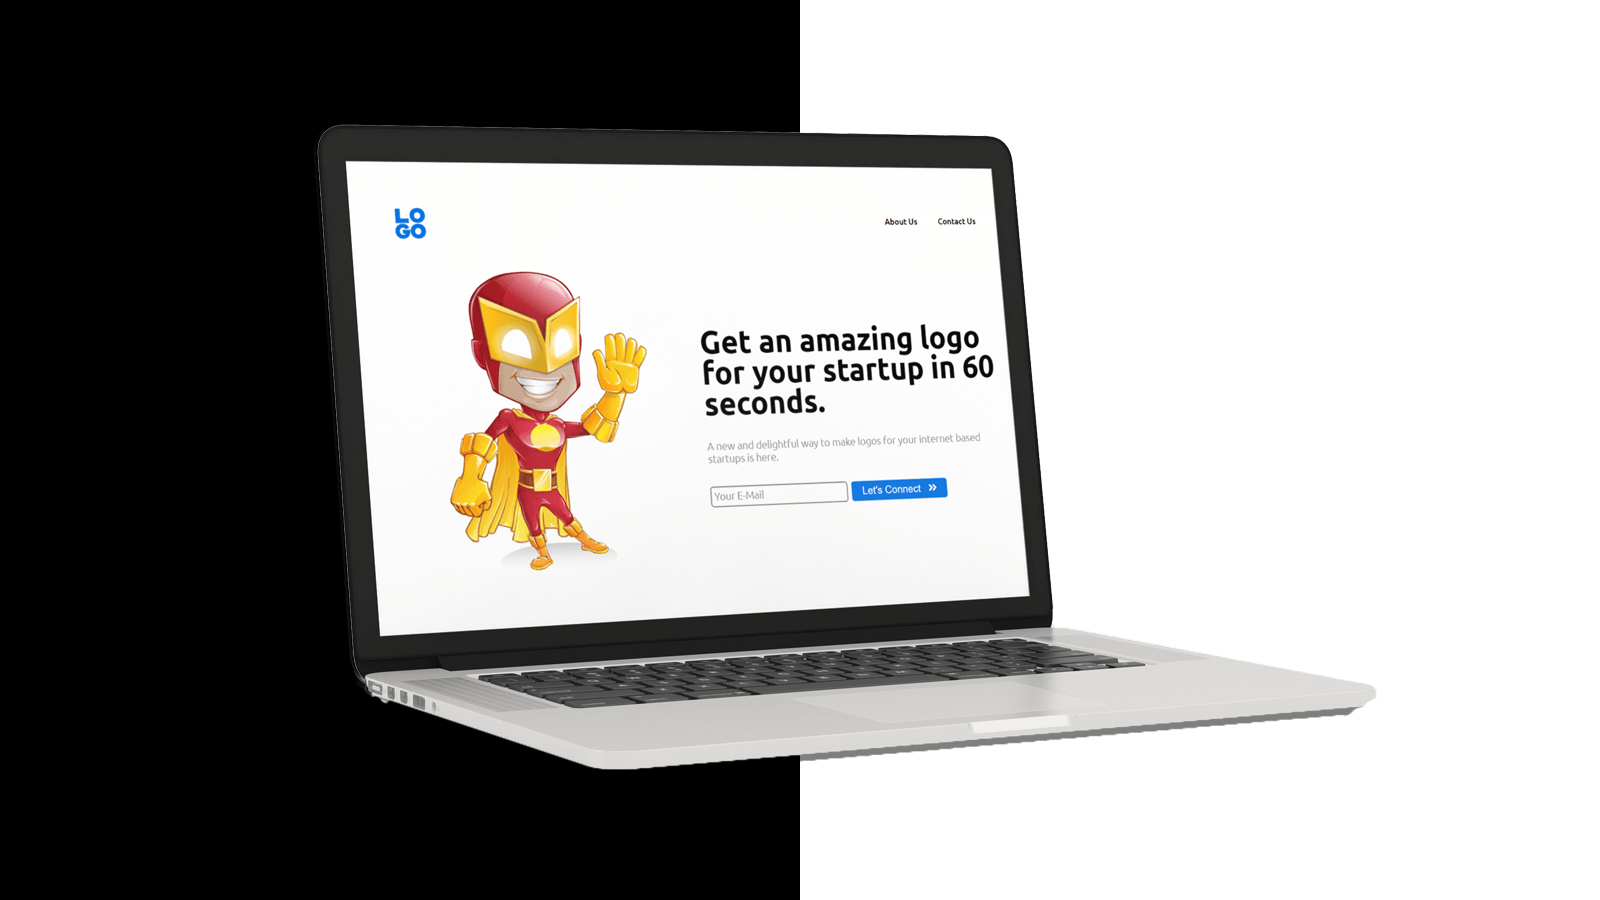 LO
GO
About Us
Contact Us
Get an amazing logo
for your startup in 60
seconds.
A new and delightful way to make logos for your internet based
startups is here.
Your E-Mail
Let's Connect »